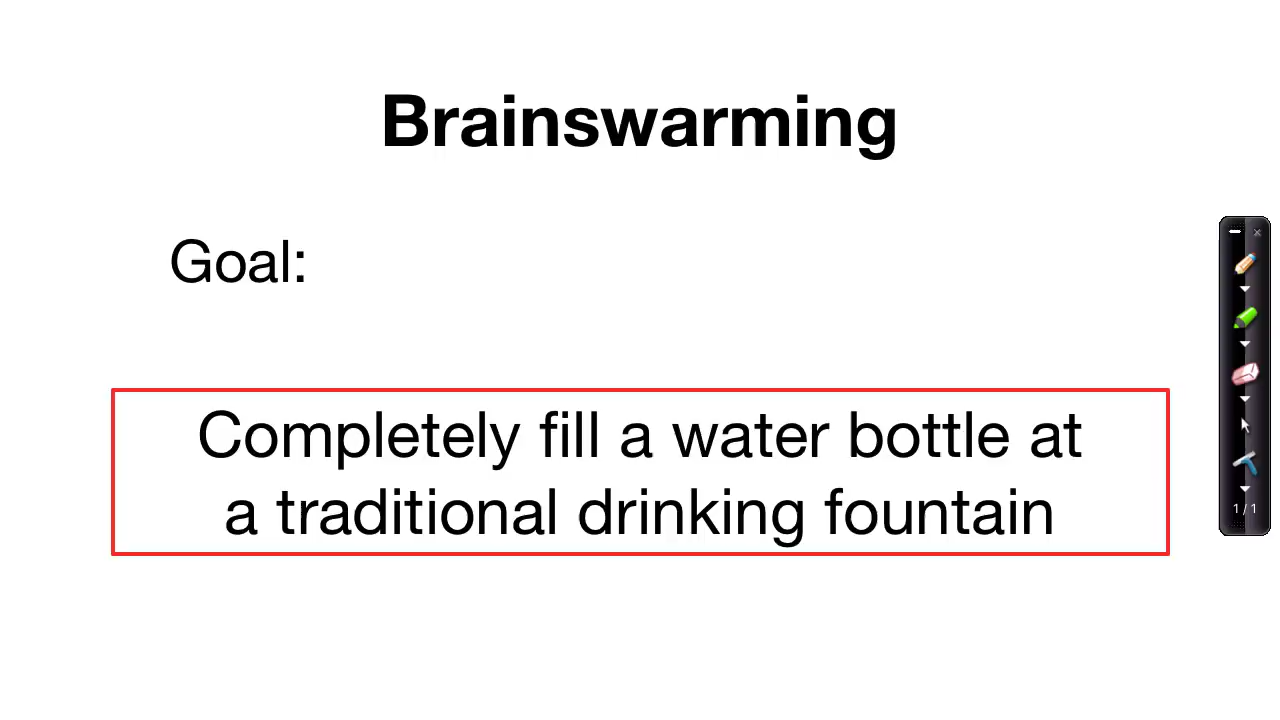 Brainswarming
Goal:
Completely fill a water bottle at
a traditional drinking fountain
1 / 1